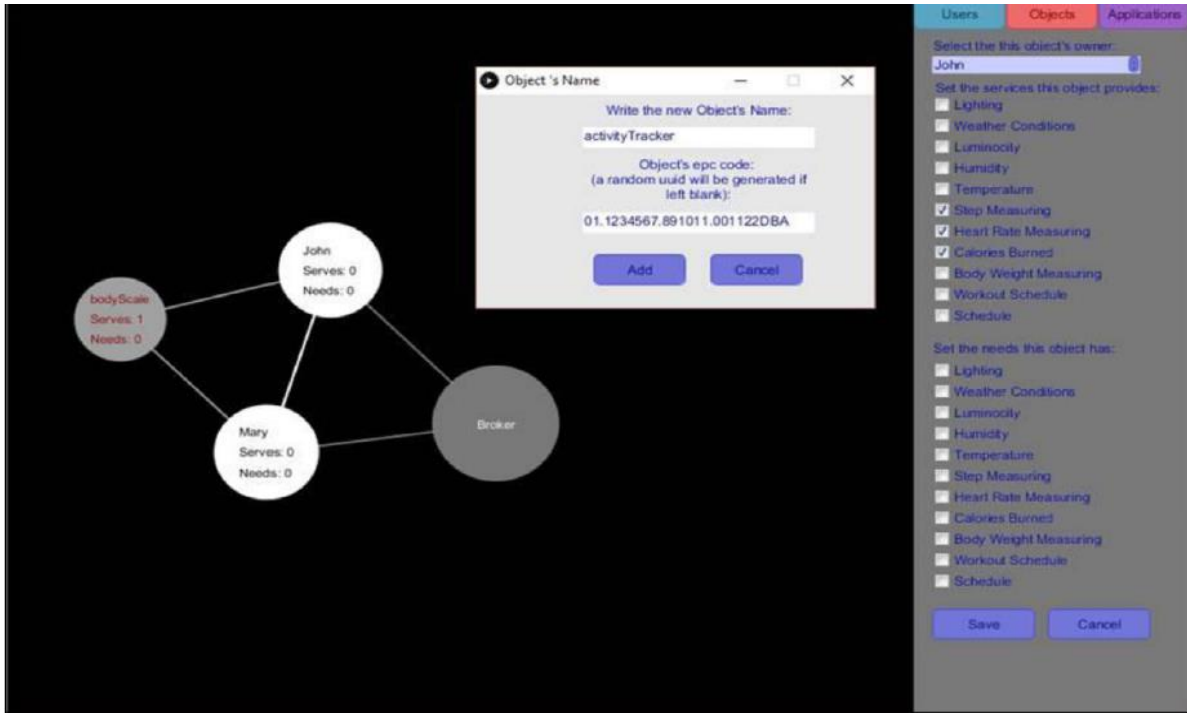 Users Objects Applications
Select the this object's owner:
John
Set the services this object provides:
Lighting
Weather Conditions
Luminocity
Humidity
Temperature
Step Measuring
Heart Rate Measuring
Calories Burned
Body Weight Measuring
Workout Schedule
Schedule
Set the needs this object has:
Lighting
Weather Conditions
Luminocity
Humidity
Temperature
Step Measuring
Heart Rate Measuring
Calories Burned
Body Weight Measuring
Workout Schedule
Schedule
Save Cancel
Object 's Name
Write the new Object's Name:
activityTracker
Object's epc code:
(a random uuid will be generated if
left blank):
01.1234567.891011.001122DBA
Add Cancel
John
Serves: 0
Needs: 0
bodyScale
Serves: 1
Needs: 0
Mary
Serves: 0
Needs: 0
Broker